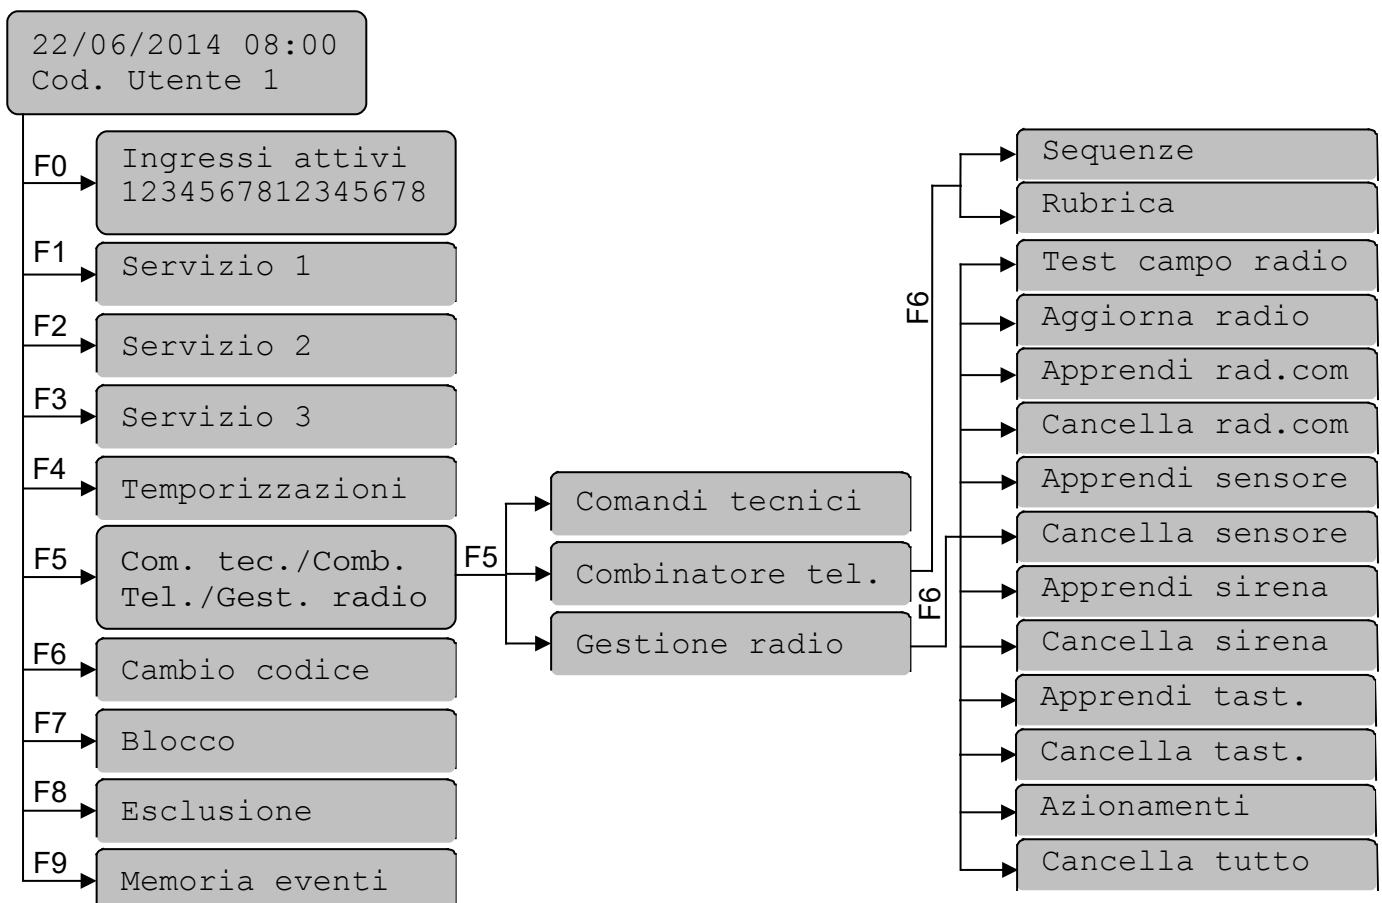 22/06/2014 08:00
Cod. Utente 1
F0
Ingressi attivi
1234567812345678
F1
Servizio 1
F2
Servizio 2
F3
Servizio 3
F4
Temporizzazioni
F5
Com. tec./Comb.
Tel./Gest. radio
F6
Cambio codice
F7
Blocco
F8
Esclusione
F9
Memoria eventi
F5
Comandi tecnici
Combinatore tel.
Gestione radio
F6
F6
Sequenze
Rubrica
Test campo radio
Aggiorna radio
Apprendi rad.com
Cancella rad.com
Apprendi sensore
Cancella sensore
Apprendi sirena
Cancella sirena
Apprendi tast.
Cancella tast.
Azionamenti
Cancella tutto